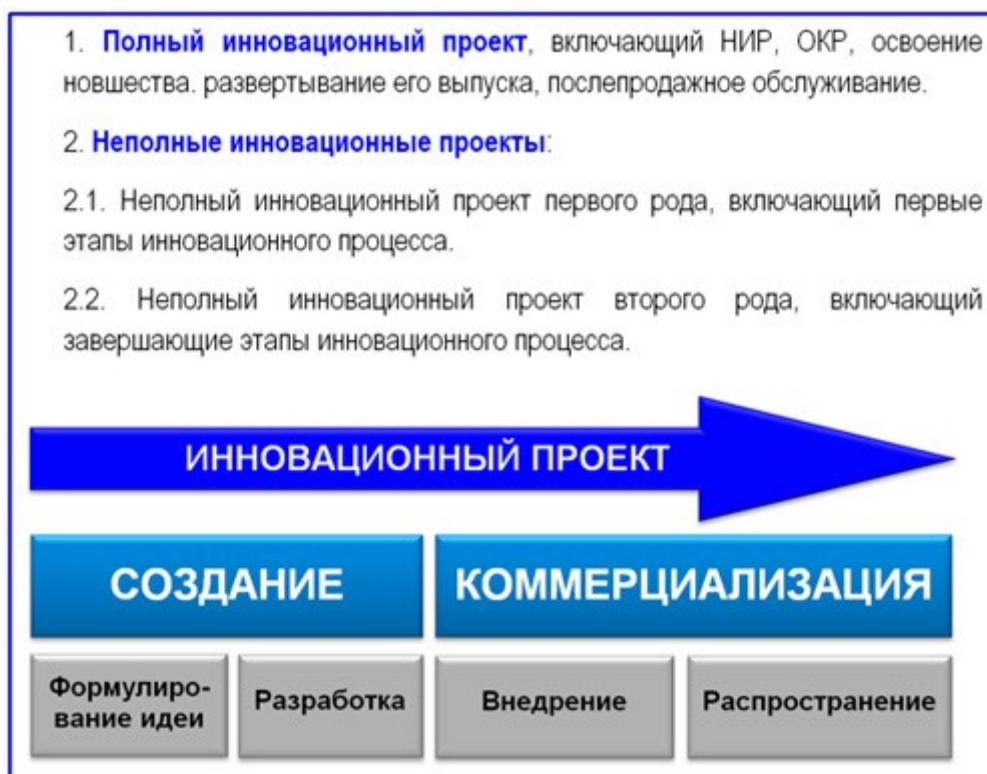 1. Полный инновационный проект, включающий НИР, ОКР, освоение
новшества. развертывание его выпуска, послепродажное обслуживание.
2. Неполные инновационные проекты:
2.1. Неполный инновационный проект первого рода, включающий первые
этапы инновационного процесса.
2.2. Неполный инновационный проект второго рода, включающий
завершающие этапы инновационного процесса.
ИННОВАЦИОННЫЙ ПРОЕКТ
СОЗДАНИЕ
КОММЕРЦИАЛИЗАЦИЯ
Формулиро-
вание идеи
Разработка
Внедрение
Распространение